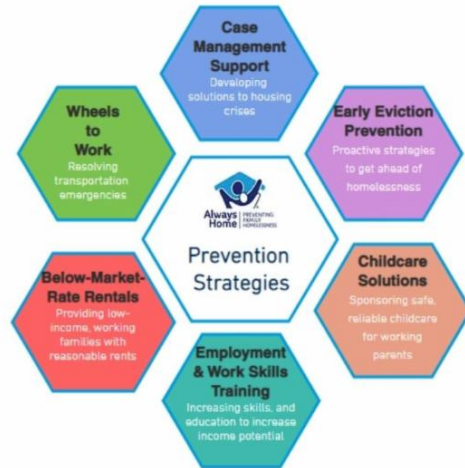 Case
Management
Support
Developing
solutions to housing
crises
Early Eviction
Prevention
Proactive strategies
to get ahead of
homelessness
Childcare
Solutions
Sponsoring safe,
reliable childcare
for working
parents
Employment
& Work Skills
Training
Increasing skills, and
education to increase
income potential
Below-Market-
Rate Rentals
Providing low-
income, working
families with
reasonable rents
Wheels
to
Work
Resolving
transportation
emergencies
Always
Home
PREVENTING
FAMILY
HOMELESSNESS
Prevention
Strategies